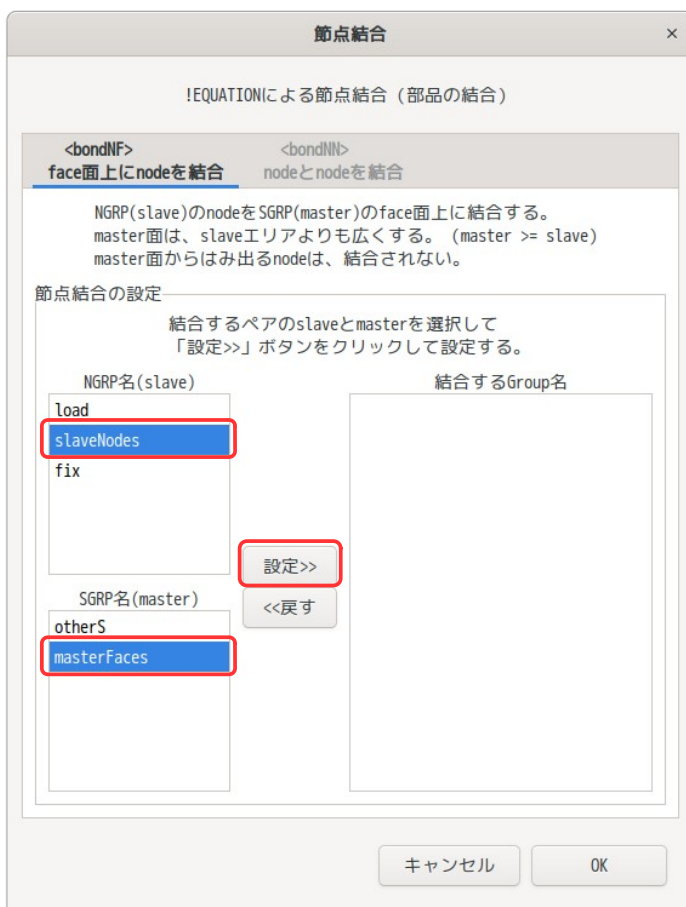 節点結合
×
!EQUATIONによる節点結合 (部品の結合)
<bondNF>
face面上にnodeを結合
<bondNN>
nodeとnodeを結合
NGRP(slave)のnodeをSGRP(master)のface面上に結合する。
master面は、slaveエリアよりも広くする。 (master >= slave)
master面からはみ出るnodeは、結合されない。
節点結合の設定
結合するペアのslaveとmasterを選択して
「設定>>」ボタンをクリックして設定する。
NGRP名(slave)
load
slaveNodes
fix
SGRP名(master)
otherS
masterFaces
設定>>
<<戻す
結合するGroup名
キャンセル
OK